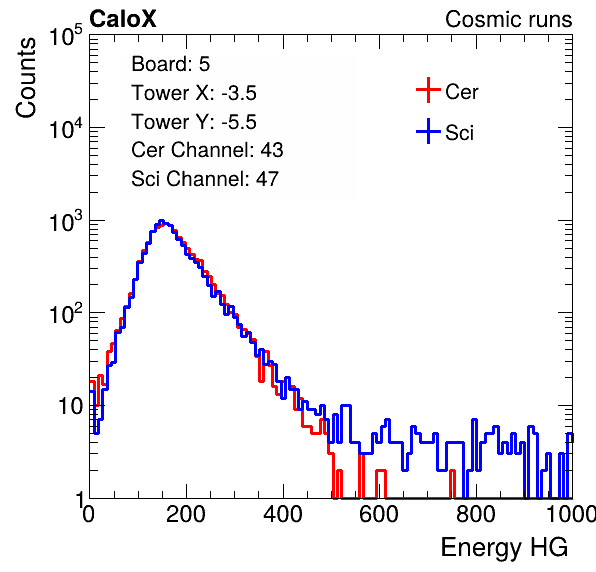 CaloX Cosmic runs
Counts
10^5
10^4
10^3
10^2
10
1
Board: 5
Tower X: -3.5
Tower Y: -5.5
Cer Channel: 43
Sci Channel: 47
Cer
Sci
0 200 400 600 800 1000
Energy HG